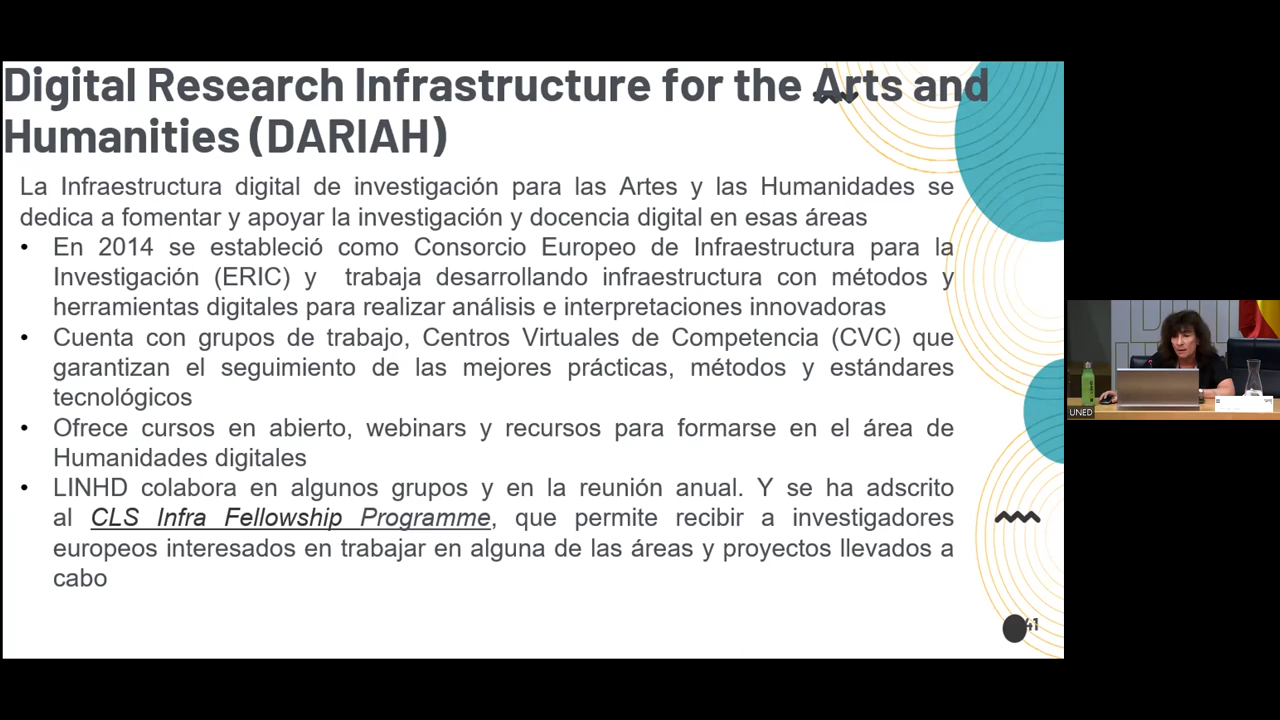 Digital Research Infrastructure for the Arts and
Humanities (DARIAH)
La Infraestructura digital de investigación para las Artes y las Humanidades se
dedica a fomentar y apoyar la investigación y docencia digital en esas áreas
• En 2014 se estableció como Consorcio Europeo de Infraestructura para la
Investigación (ERIC) y trabaja desarrollando infraestructura con métodos y
herramientas digitales para realizar análisis e interpretaciones innovadoras
• Cuenta con grupos de trabajo, Centros Virtuales de Competencia (CVC) que
garantizan el seguimiento de las mejores prácticas, métodos y estándares
tecnológicos
• Ofrece cursos en abierto, webinars y recursos para formarse en el área de
Humanidades digitales
• LINHD colabora en algunos grupos y en la reunión anual. Y se ha adscrito
al CLS Infra Fellowship Programme, que permite recibir a investigadores
europeos interesados en trabajar en alguna de las áreas y proyectos llevados a
cabo
41
UNED